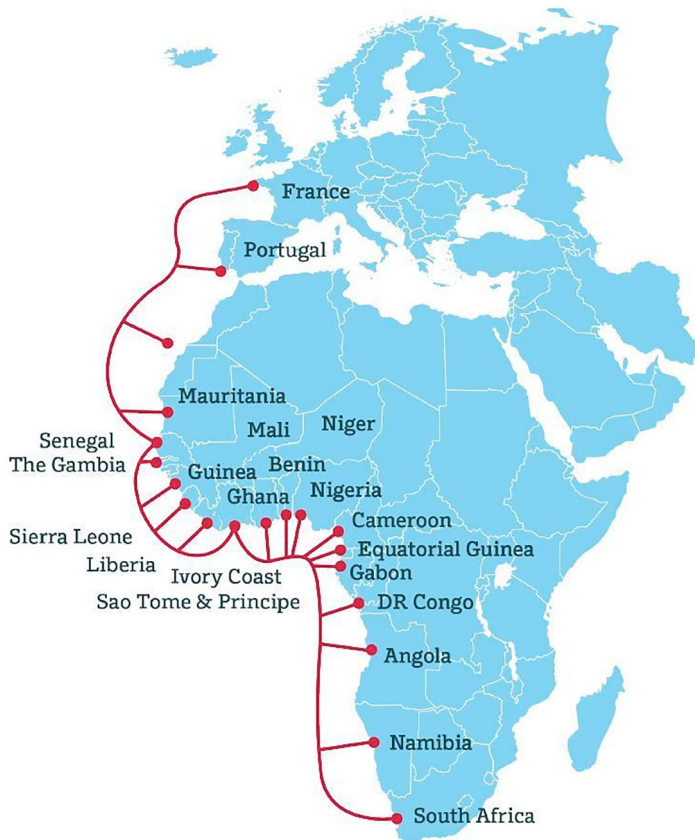 France
Portugal
Mauritania
Mali
Niger
Senegal
The Gambia
Guinea
Benin
Ghana
Nigeria
Sierra Leone
Liberia
Cameroon
Equatorial Guinea
Ivory Coast
Gabon
Sao Tome & Principe
DR Congo
Angola
Namibia
South Africa